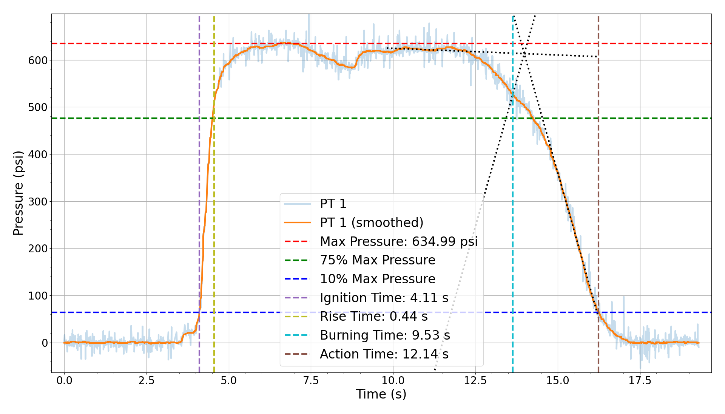 600
500
400
300
200
100
0
Pressure (psi)
PT 1
PT 1 (smoothed)
Max Pressure: 634.99 psi
75% Max Pressure
10% Max Pressure
Ignition Time: 4.11 s
Rise Time: 0.44 s
Burning Time: 9.53 s
Action Time: 12.14 s
0.0 2.5 5.0 7.5 10.0 12.5 15.0 17.5
Time (s)